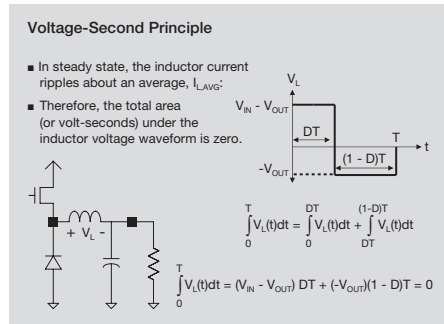 Voltage-Second Principle
■ In steady state, the inductor current
ripples about an average, I_L,AVG:
■ Therefore, the total area
(or volt-seconds) under the
inductor voltage waveform is zero.
V_L
V_IN - V_OUT
DT
T
t
(1 - D)T
-V_OUT
+ V_L -
T DT (1-D)T
∫V_L(t)dt = ∫V_L(t)dt + ∫ V_L(t)dt
0 0 DT
T
∫V_L(t)dt = (V_IN - V_OUT) DT + (-V_OUT)(1 - D)T = 0
0